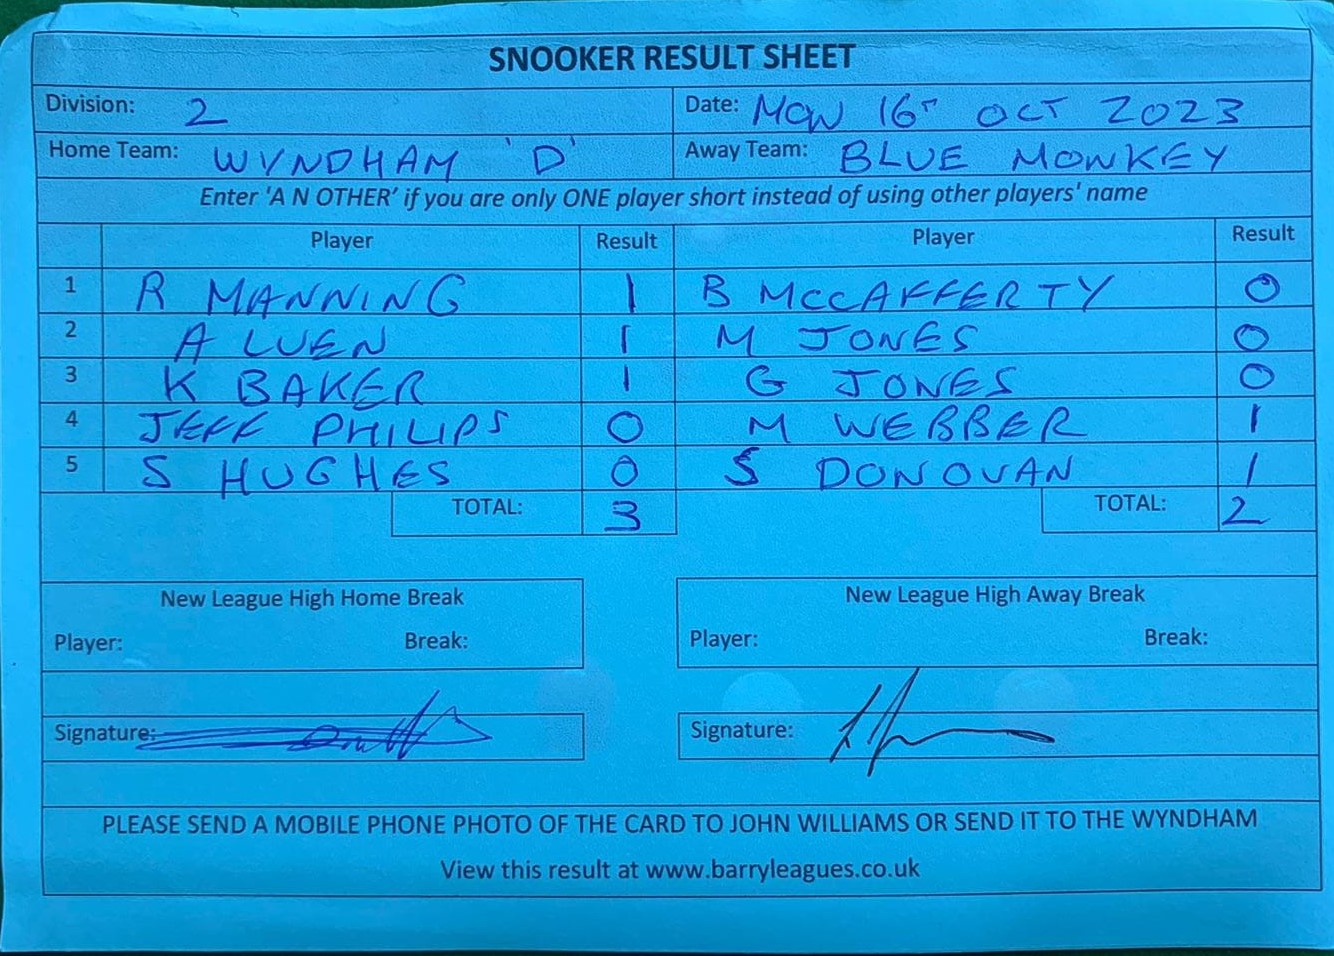 SNOOKER RESULT SHEET
Division: 2 Date: MON 16T OCT 2023
Home Team: WYNDHAM 'D' Away Team: BLUE MONKEY
Enter 'A N OTHER' if you are only ONE player short instead of using other players' name
Player Result Player Result
1 R MANNING 1 B MCCAFFERTY 0
2 A LUEN 1 M JONES 0
3 K BAKER 1 G JONES 0
4 JEFF PHILIPS 0 M WEBBER 1
5 S HUGHES 0 S DONOVAN 1
TOTAL: 3 TOTAL: 2
New League High Home Break New League High Away Break
Player: Break: Player: Break:
Signature: Signature:
PLEASE SEND A MOBILE PHONE PHOTO OF THE CARD TO JOHN WILLIAMS OR SEND IT TO THE WYNDHAM
View this result at www.barryleagues.co.uk